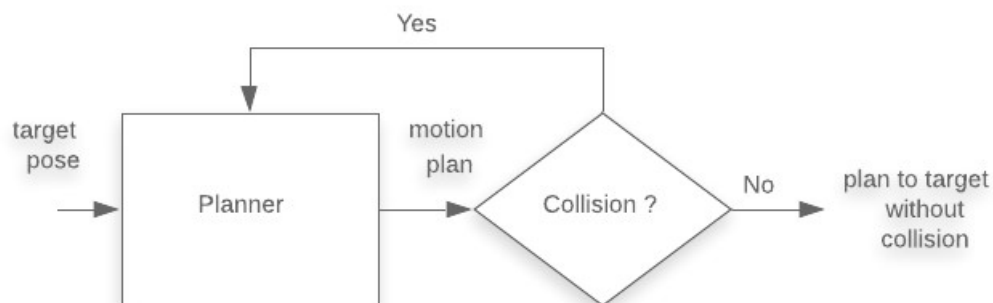 Yes
target
pose
Planner
motion
plan
Collision ?
No
plan to target
without
collision